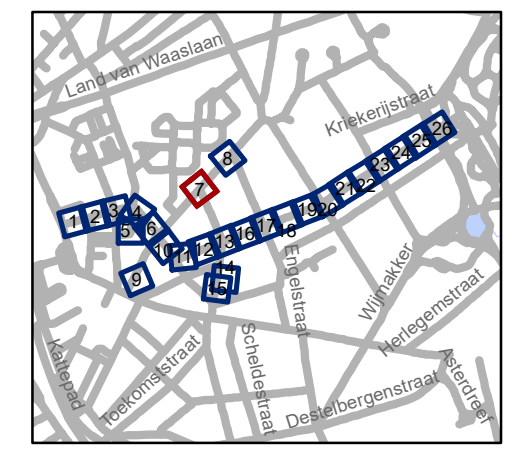 Land van Waaslaan
Kriekerijstraat
26
25
24
23
8
7
21
22
19
20
1
2
3
4
5
6
17
18
16
13
12
10
11
14
15
9
Engelstraat
Wijmakker
Herlegemstraat
Kattepad
Toekomststraat
Scheldestraat
Destelbergenstraat
Asterdreef